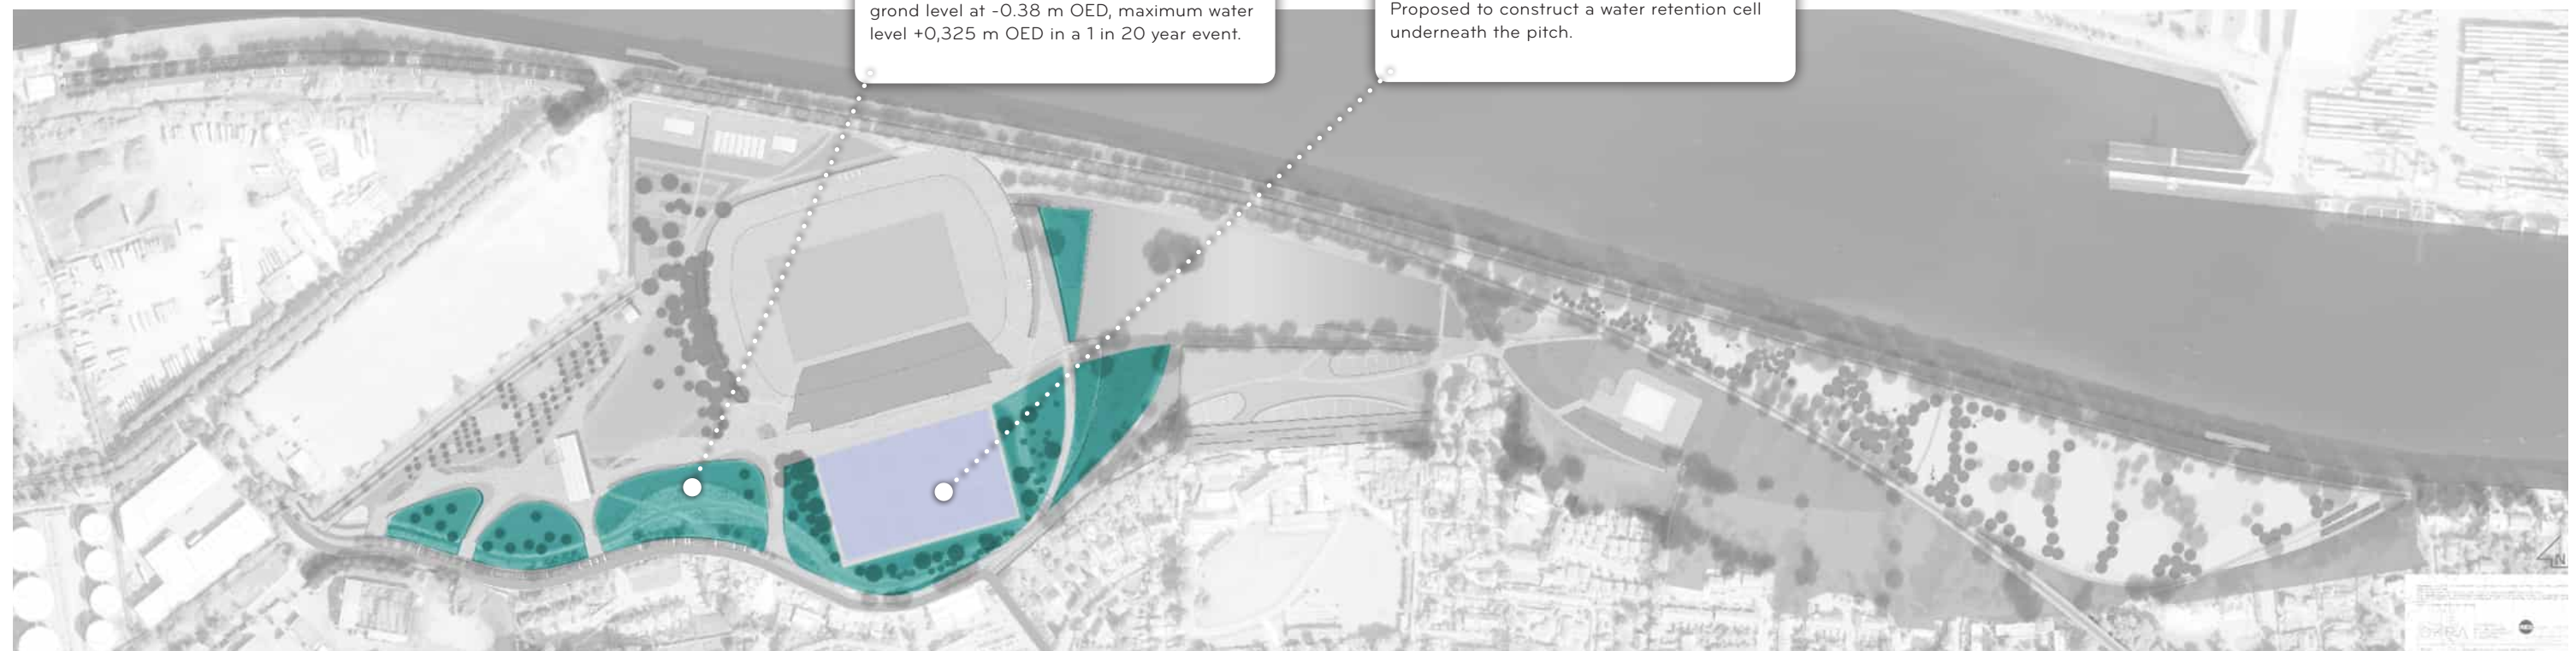 grond level at -0.38 m OED, maximum water
level +0,325 m OED in a 1 in 20 year event.
Proposed to construct a water retention cell
underneath the pitch.
N